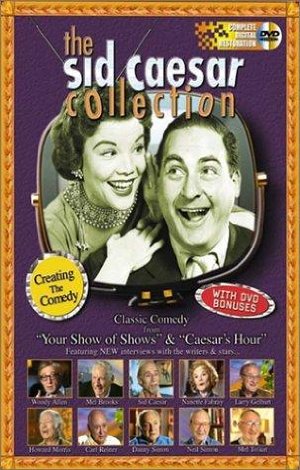 COMPLETE
DIGITAL
RESTORATION
DVD
the
sid caesar
collection
Creating
The
Comedy
WITH DVD
BONUSES
Classic Comedy
from
"Your Show of Shows" & "Caesar's Hour"
Featuring NEW interviews with the writers & stars...
Woody Allen Mel Brooks Sid Caesar Nanette Fabray Larry Gelbart
Howard Morris Carl Reiner Danny Simon Neil Simon Mel Tolkin